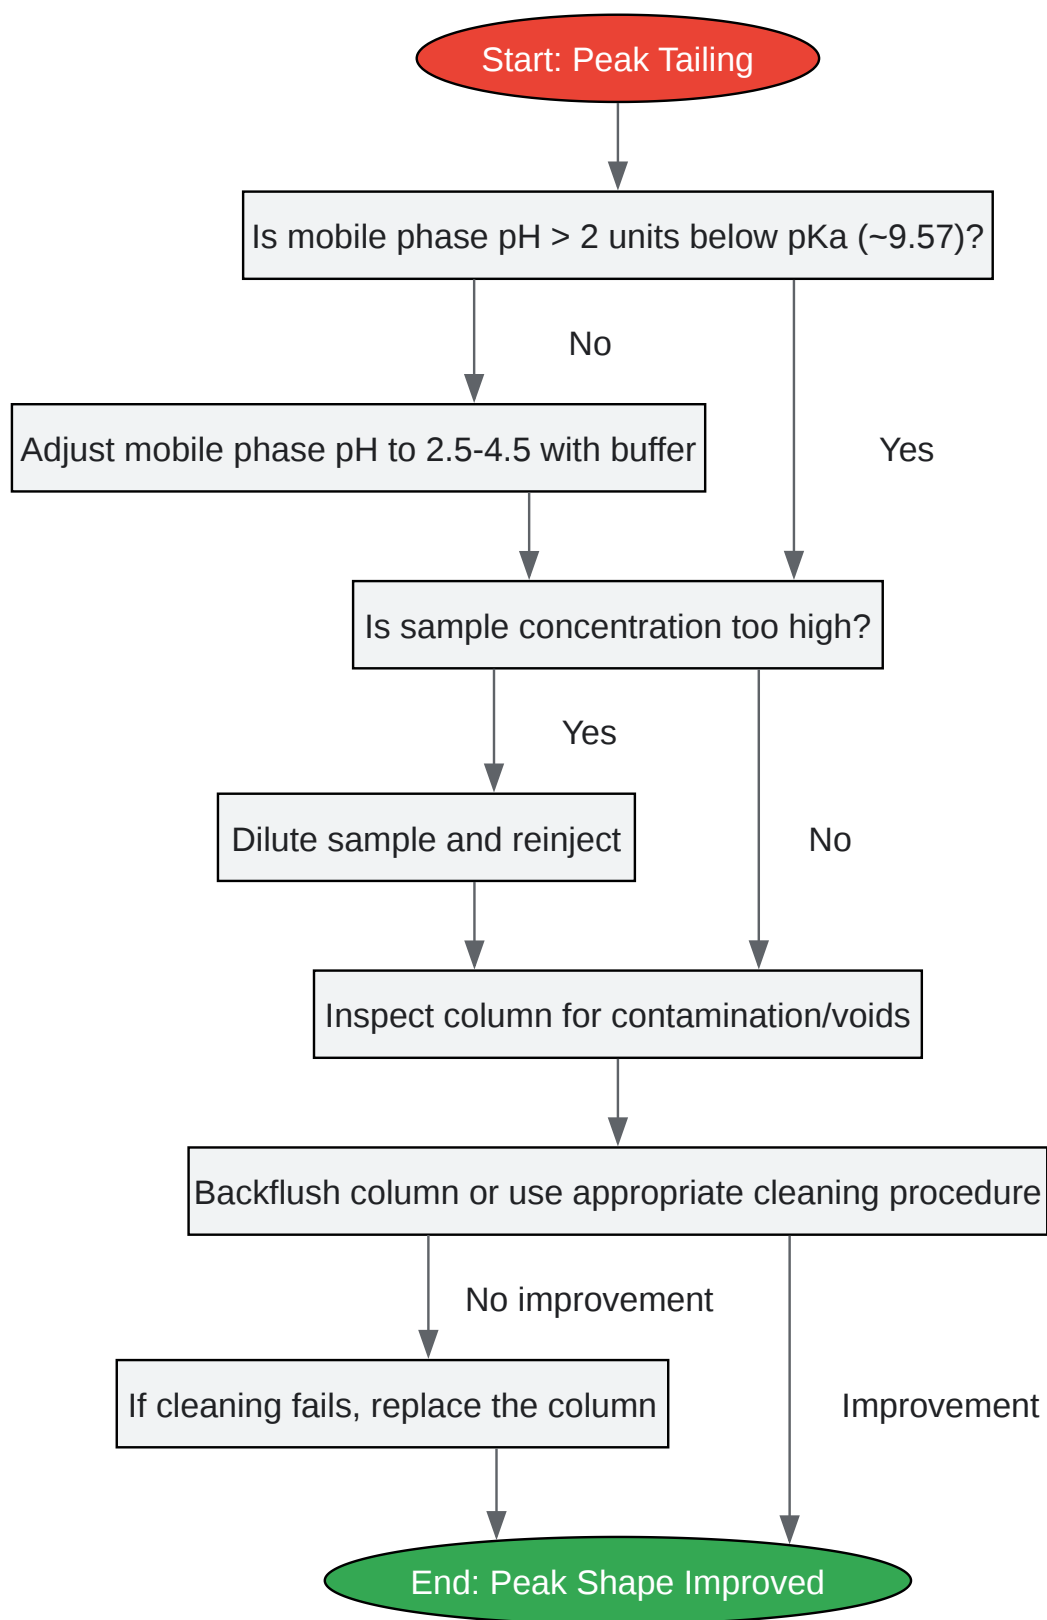 Start: Peak Tailing
Is mobile phase pH > 2 units below pKa (~9.57)?
No
Adjust mobile phase pH to 2.5-4.5 with buffer
Yes
Is sample concentration too high?
Yes
Dilute sample and reinject
No
Inspect column for contamination/voids
Backflush column or use appropriate cleaning procedure
No improvement
If cleaning fails, replace the column
Improvement
End: Peak Shape Improved